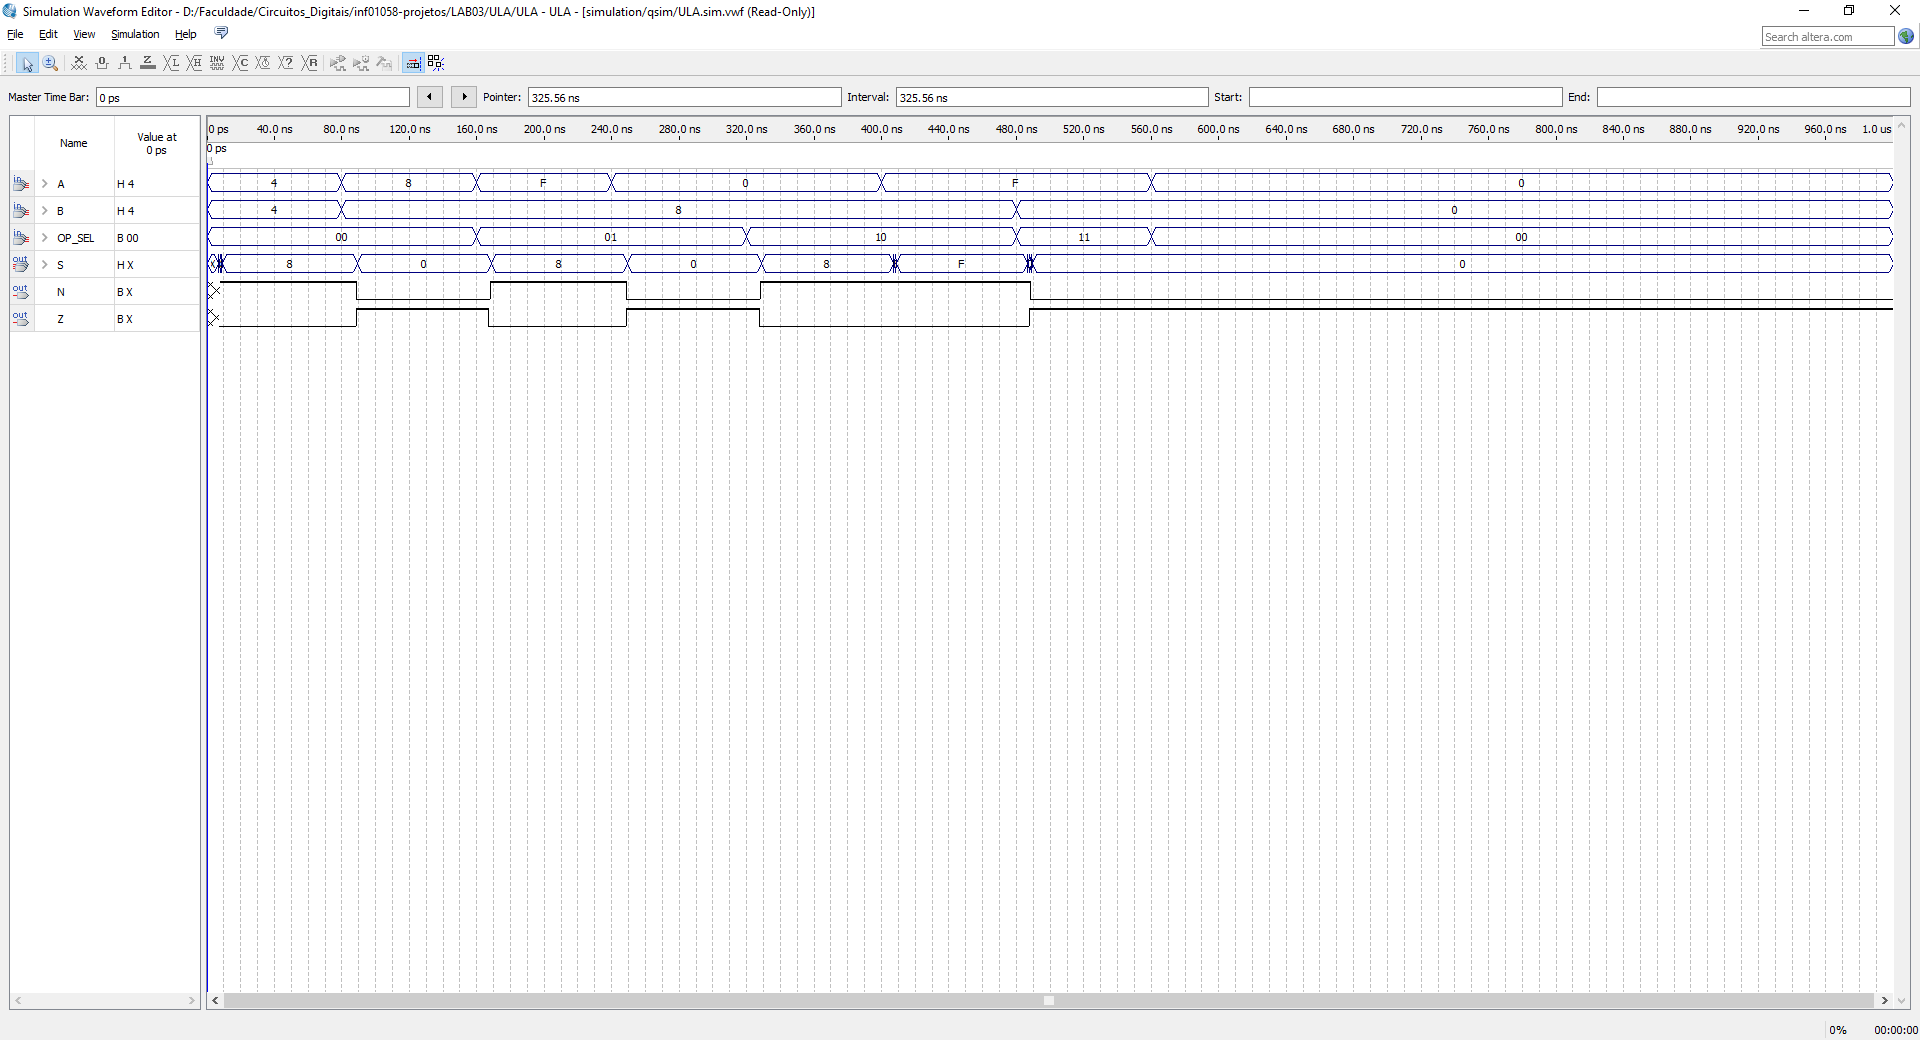 Simulation Waveform Editor - D:/Faculdade/Circuitos_Digitais/inf01058-projetos/LAB03/ULA/ULA - ULA - [simulation/qsim/ULA.sim.vwf (Read-Only)]
File Edit View Simulation Help Search altera.com
Master Time Bar: 0 ps Pointer: 325.56 ns Interval: 325.56 ns Start: End:
Name Value at 0 ps
0 ps 40.0 ns 80.0 ns 120.0 ns 160.0 ns 200.0 ns 240.0 ns 280.0 ns 320.0 ns 360.0 ns 400.0 ns 440.0 ns 480.0 ns 520.0 ns 560.0 ns 600.0 ns 640.0 ns 680.0 ns 720.0 ns 760.0 ns 800.0 ns 840.0 ns 880.0 ns 920.0 ns 960.0 ns 1.0 us
0 ps
in A H 4 4 8 F 0 F 0
in B H 4 4 8 0
in OP_SEL B 00 00 01 10 11 00
out S H X X 8 0 8 0 8 F 0
out N B X
out Z B X
0% 00:00:00